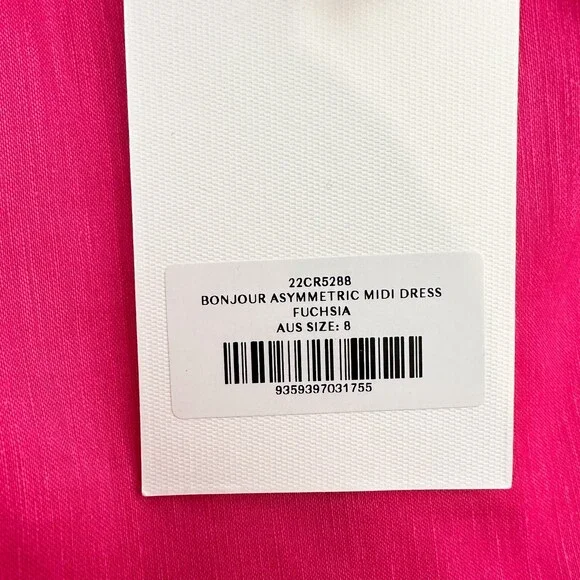 22CR5288
BONJOUR ASYMMETRIC MIDI DRESS
FUCHSIA
AUS SIZE: 8
9359397031755